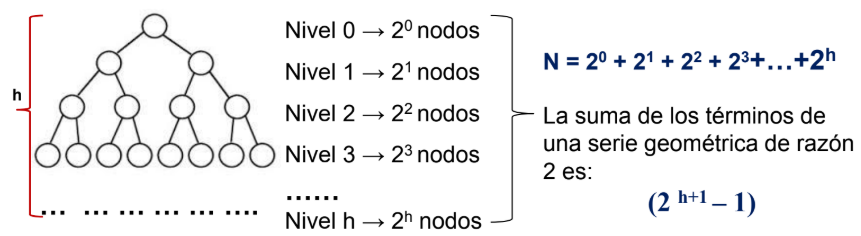 h
Nivel 0 → 2⁰ nodos
Nivel 1 → 2¹ nodos
Nivel 2 → 2² nodos
Nivel 3 → 2³ nodos
......
... ... ... ... ... ....
Nivel h → 2ʰ nodos
N = 2⁰ + 2¹ + 2² + 2³+...+2ʰ
La suma de los términos de
una serie geométrica de razón
2 es:
(2 ʰ⁺¹ – 1)